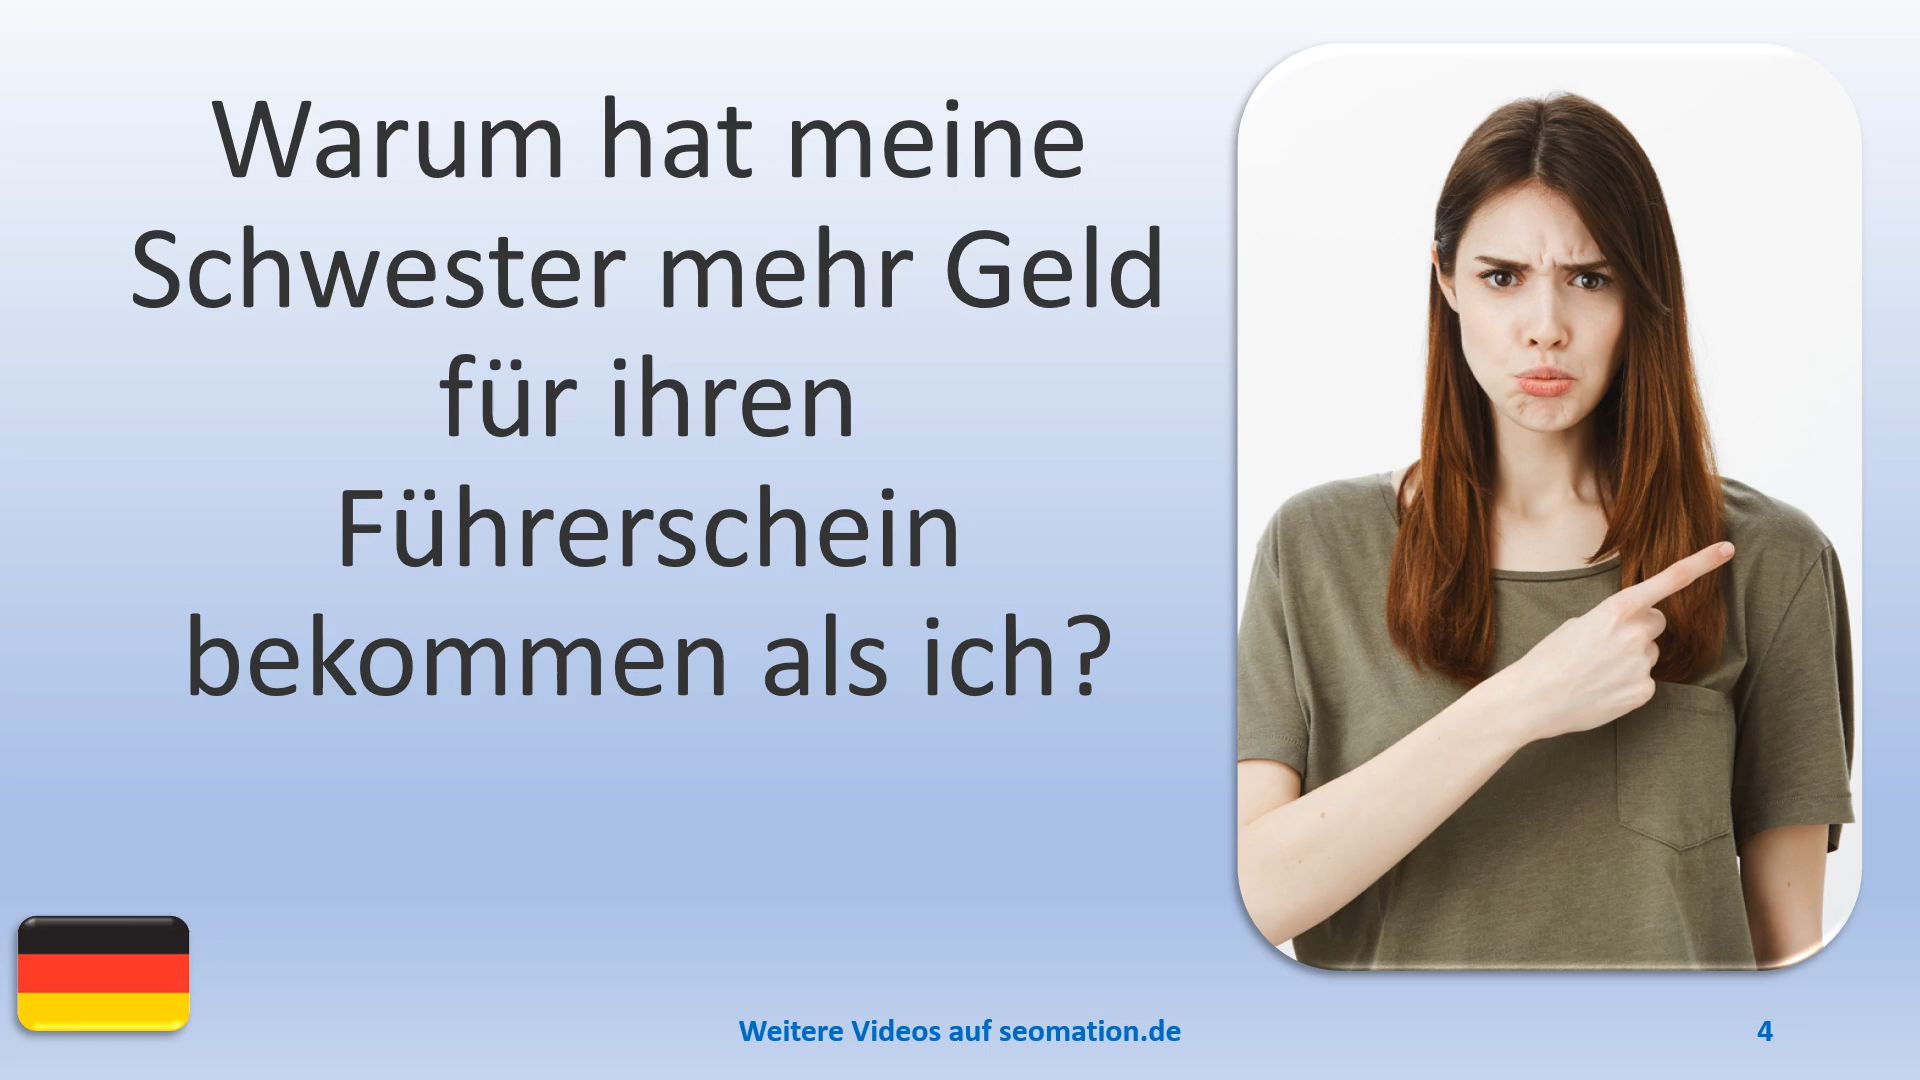 Warum hat meine
Schwester mehr Geld
für ihren
Führerschein
bekommen als ich?
Weitere Videos auf seomation.de
4